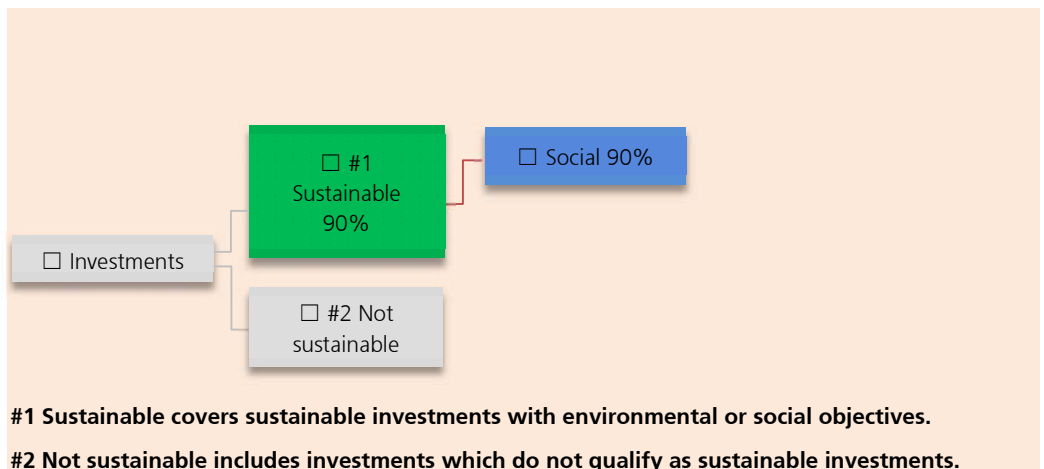 ☐ #1
Sustainable
90%
☐ Social 90%
☐ Investments
☐ #2 Not
sustainable
#1 Sustainable covers sustainable investments with environmental or social objectives.
#2 Not sustainable includes investments which do not qualify as sustainable investments.